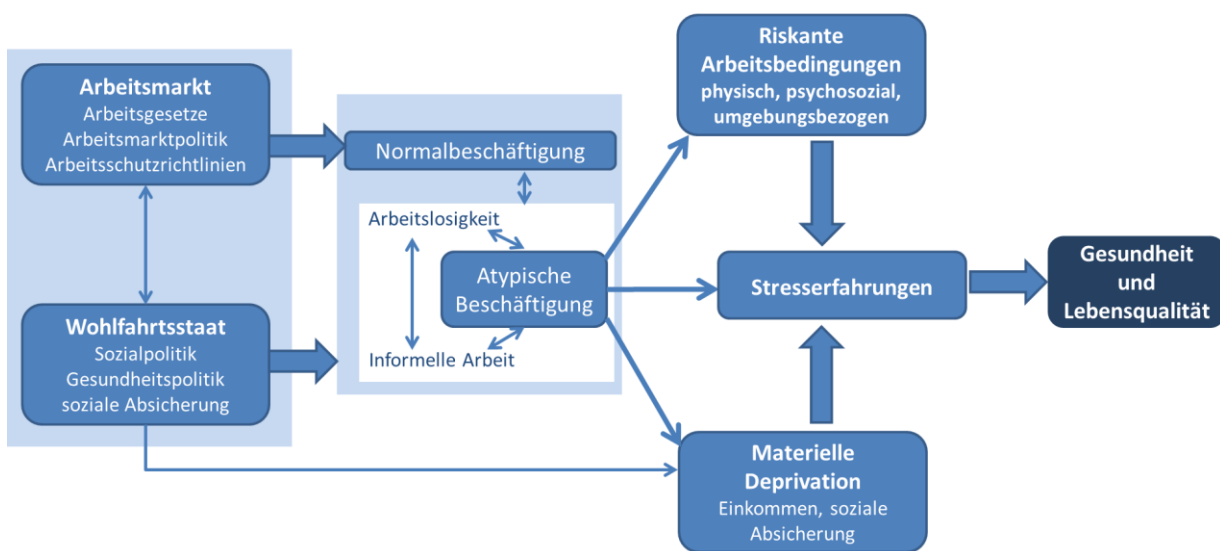 Arbeitsmarkt
Arbeitsgesetze
Arbeitsmarktpolitik
Arbeitsschutzrichtlinien
Wohlfahrtsstaat
Sozialpolitik
Gesundheitspolitik
soziale Absicherung
Normalbeschäftigung
Arbeitslosigkeit
Atypische
Beschäftigung
Informelle Arbeit
Riskante
Arbeitsbedingungen
physisch, psychosozial,
umgebungsbezogen
Stresserfahrungen
Materielle
Deprivation
Einkommen, soziale
Absicherung
Gesundheit
und
Lebensqualität